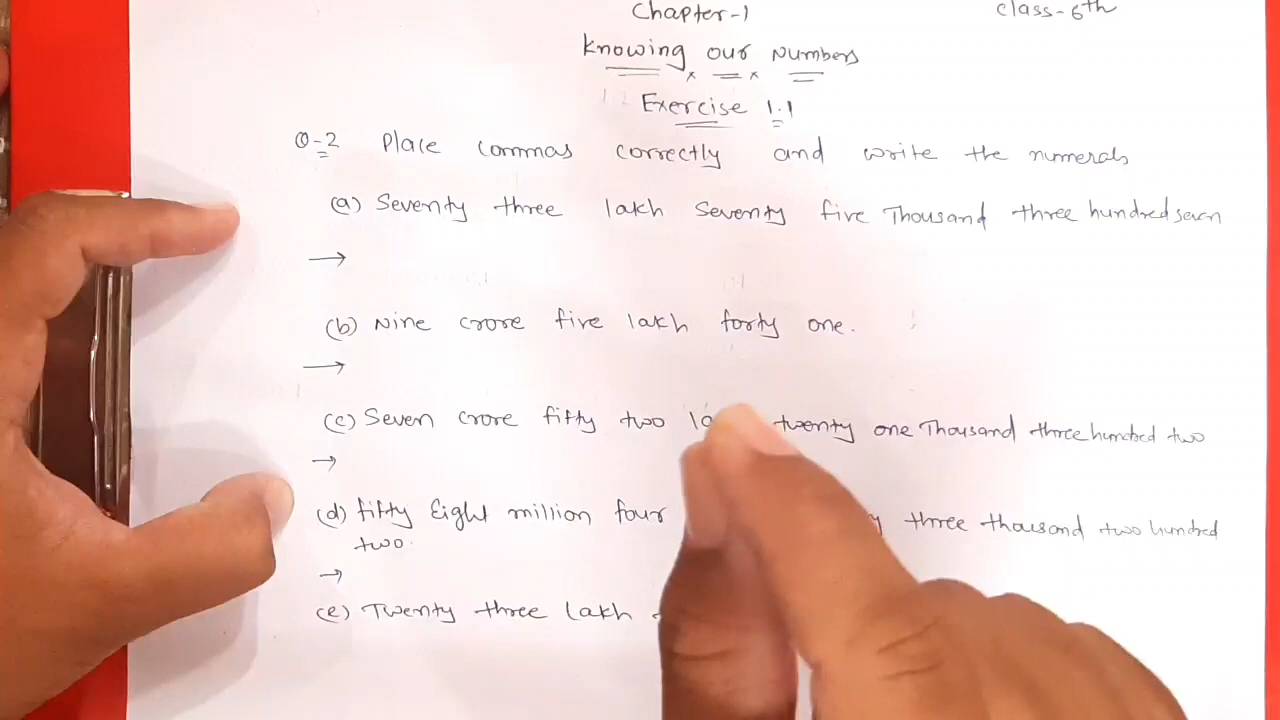 Chapter-1 Class-6th
Knowing our Numbers
Exercise 1.1
Q-2 Place commas correctly and write the numerals
(a) Seventy three lakh Seventy five Thousand three hundred seven
→
(b) Nine crore five lakh forty one.
→
(c) Seven crore fifty two twenty one Thousand three hundred two
→
(d) fifty Eight million four three thousand two hundred
two.
→
(e) Twenty three lakh